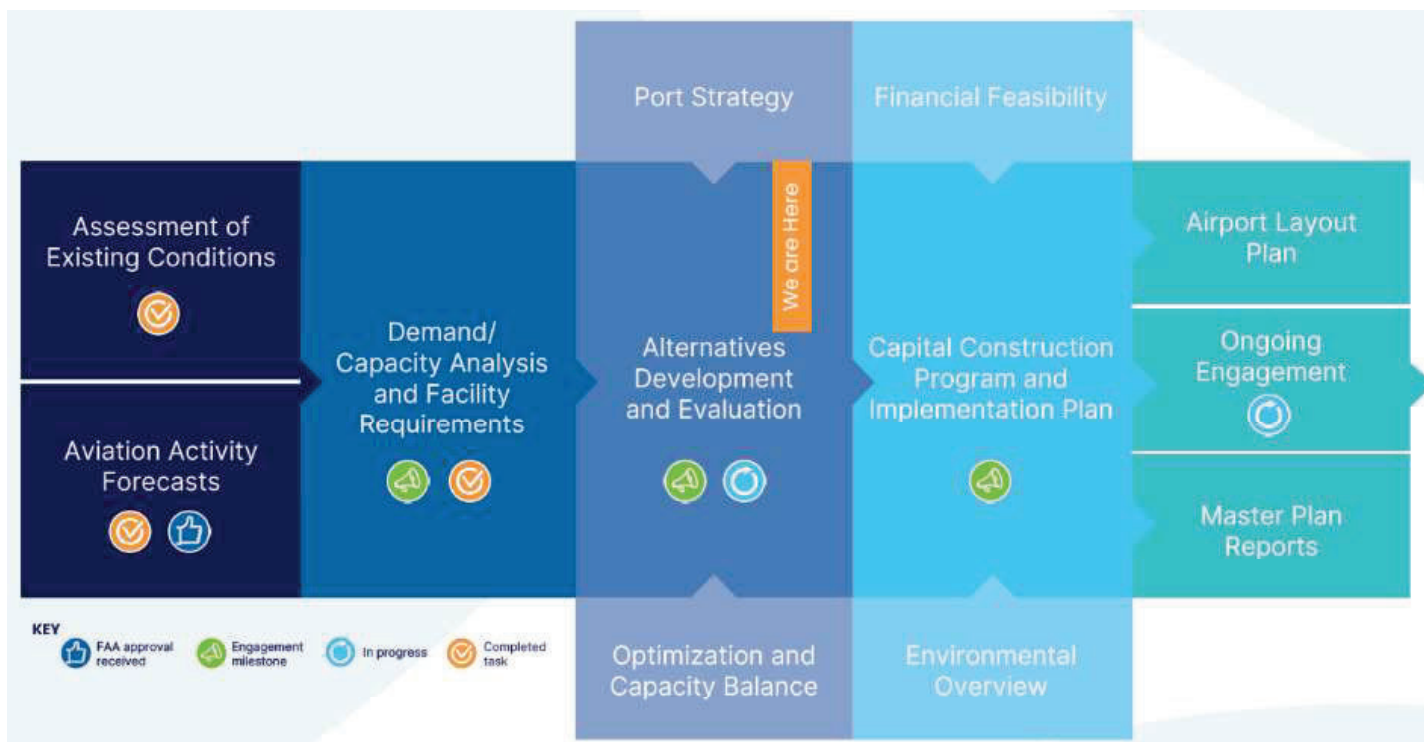 Port Strategy
Financial Feasibility
Assessment of
Existing Conditions
Aviation Activity
Forecasts
Demand/
Capacity Analysis
and Facility
Requirements
We are Here
Alternatives
Development
and Evaluation
Capital Construction
Program and
Implementation Plan
Airport Layout
Plan
Ongoing
Engagement
Master Plan
Reports
Optimization and
Capacity Balance
Environmental
Overview
KEY
FAA approval
received
Engagement
milestone
In progress
Completed
task